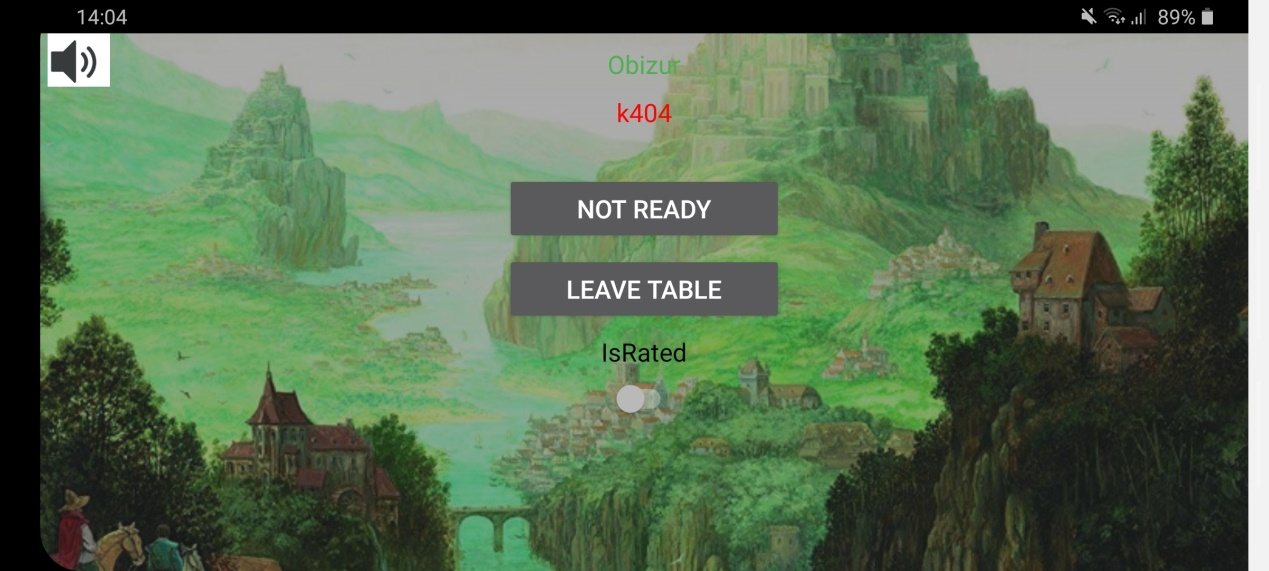 14:04
89%
Obizur
k404
NOT READY
LEAVE TABLE
IsRated